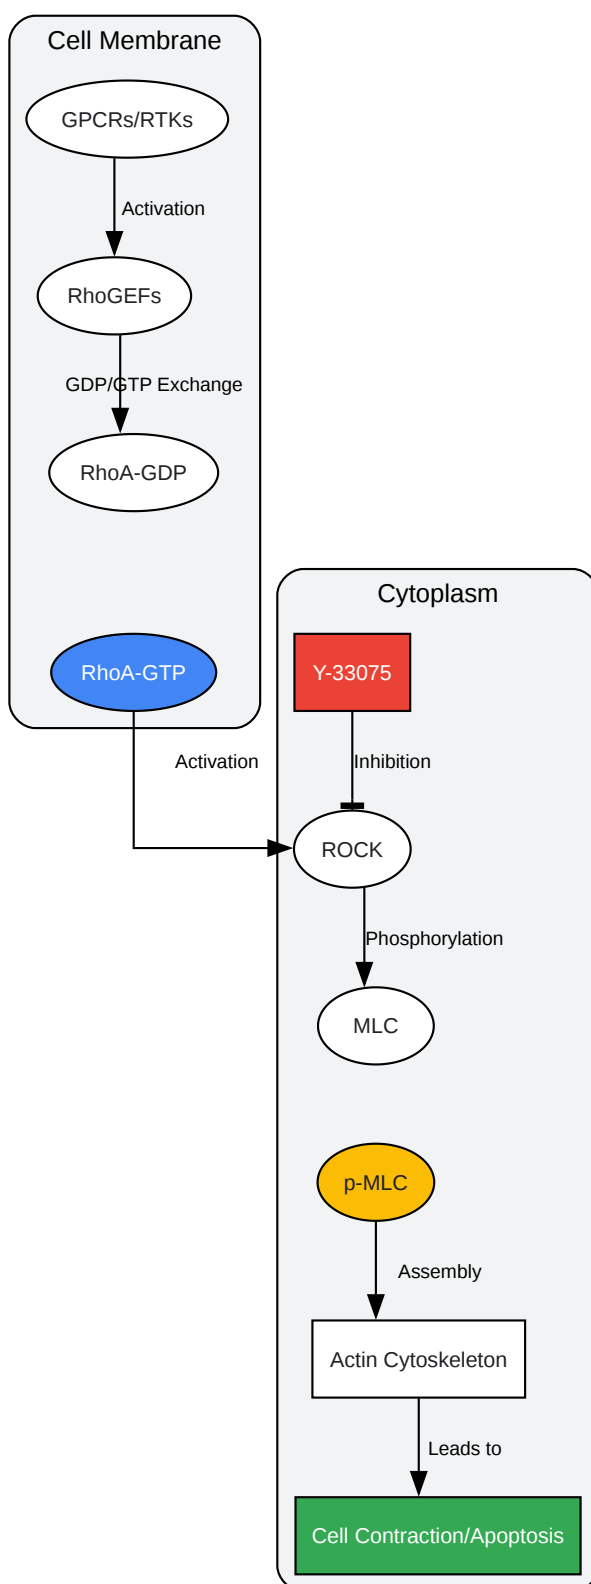 Cell Membrane
GPCRs/RTKs
Activation
RhoGEFs
GDP/GTP Exchange
RhoA-GDP
RhoA-GTP
Activation
Cytoplasm
Y-33075
Inhibition
ROCK
Phosphorylation
MLC
p-MLC
Assembly
Actin Cytoskeleton
Leads to
Cell Contraction/Apoptosis